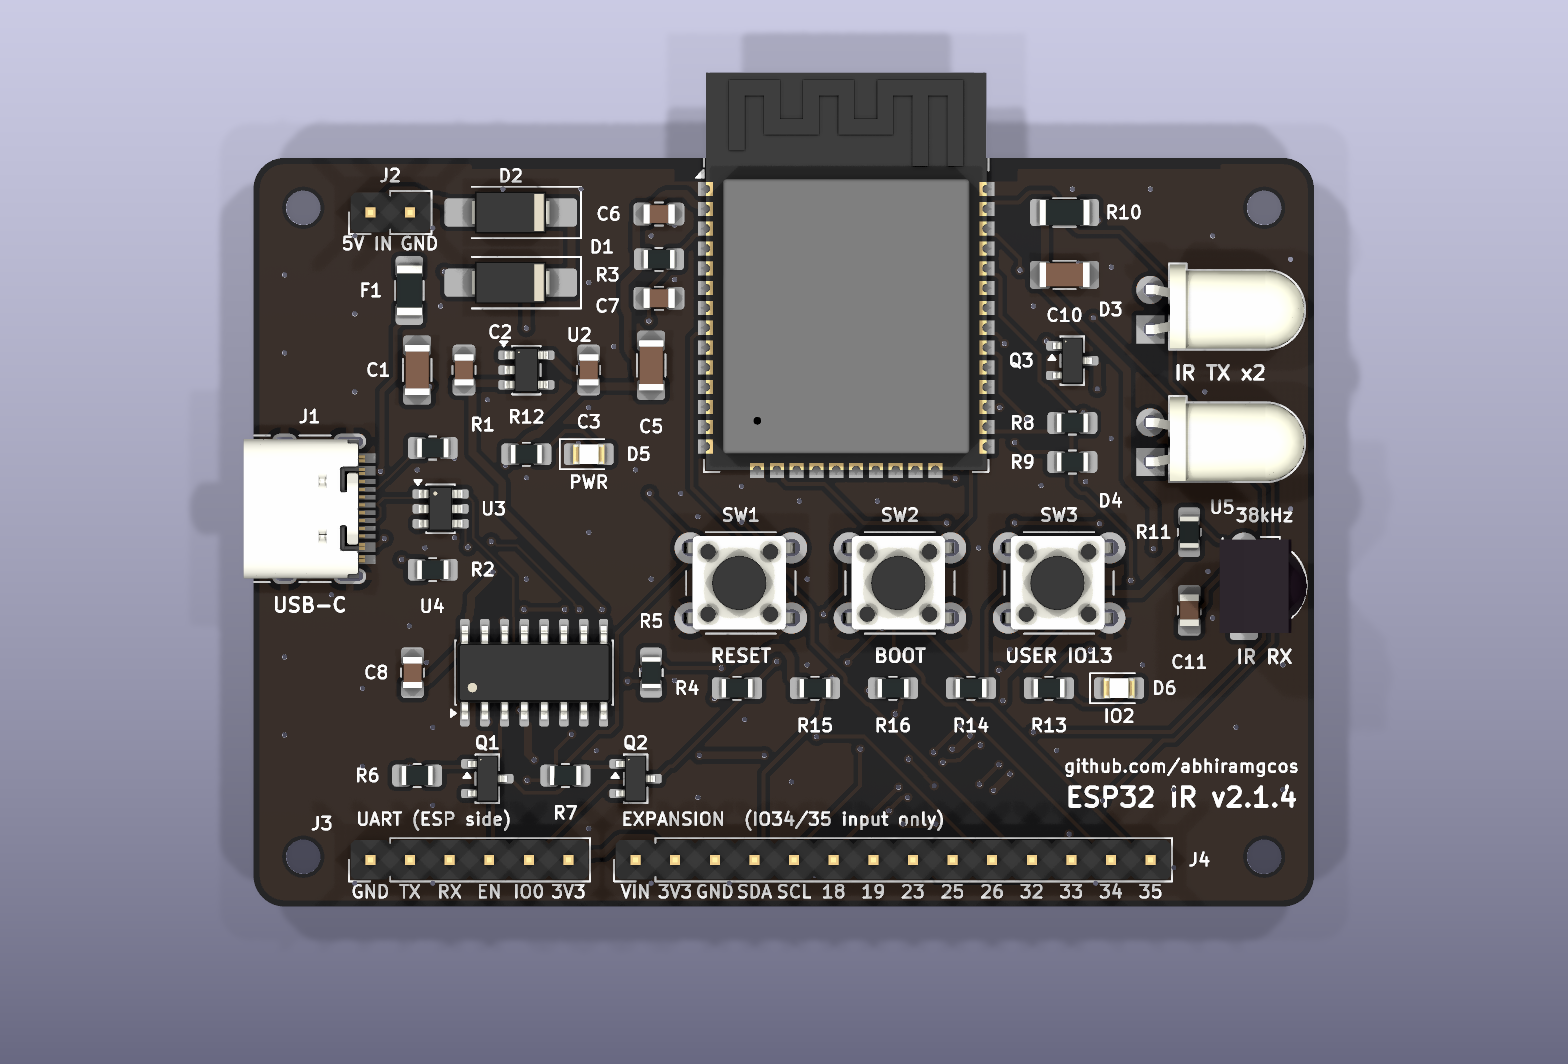 J2
D2
5V IN GND
C6
D1
R3
C7
F1
C2
U2
C1
R1
R12
C3
C5
D5
PWR
J1
U3
R2
USB-C
U4
R10
C10
D3
Q3
IR TX x2
R8
R9
D4
U5
38kHz
R11
SW1
SW2
SW3
R5
RESET
BOOT
USER IO13
C11
IR RX
C8
R4
R15
R16
R14
R13
D6
IO2
Q1
Q2
R6
R7
github.com/abhiramgcos
ESP32 iR v2.1.4
J3
UART (ESP side)
EXPANSION (IO34/35 input only)
J4
GND TX RX EN IO0 3V3
VIN 3V3 GND SDA SCL 18 19 23 25 26 32 33 34 35